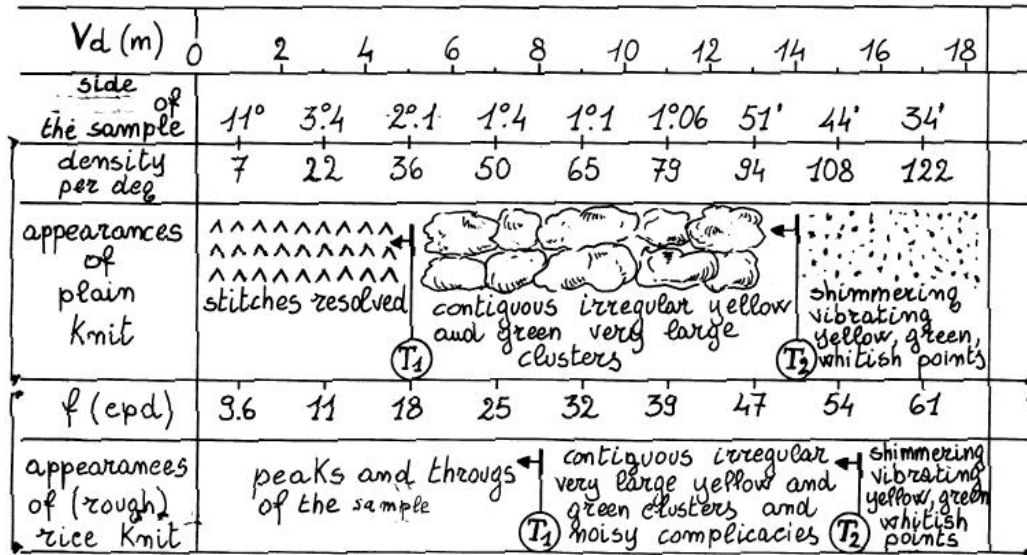 Vd (m) 0 2 4 6 8 10 12 14 16 18
side of the sample 11° 3°.4 2°.1 1°.4 1°.1 1°.06 51' 44' 34'
density per deg 7 22 36 50 65 79 94 108 122
appearances
of
plain
Knit
stitches resolved
T1
contiguous irregular yellow
and green very large
clusters
T2
shimmering
vibrating
yellow, green,
whitish points
f (cpd) 9.6 11 18 25 32 39 47 54 61
appearances
of (rough)
rice Knit
peaks and throughs
of the sample
T1
contiguous irregular
very large yellow and
green clusters and
noisy complicacies
T2
shimmering
vibrating
yellow, green
whitish
points